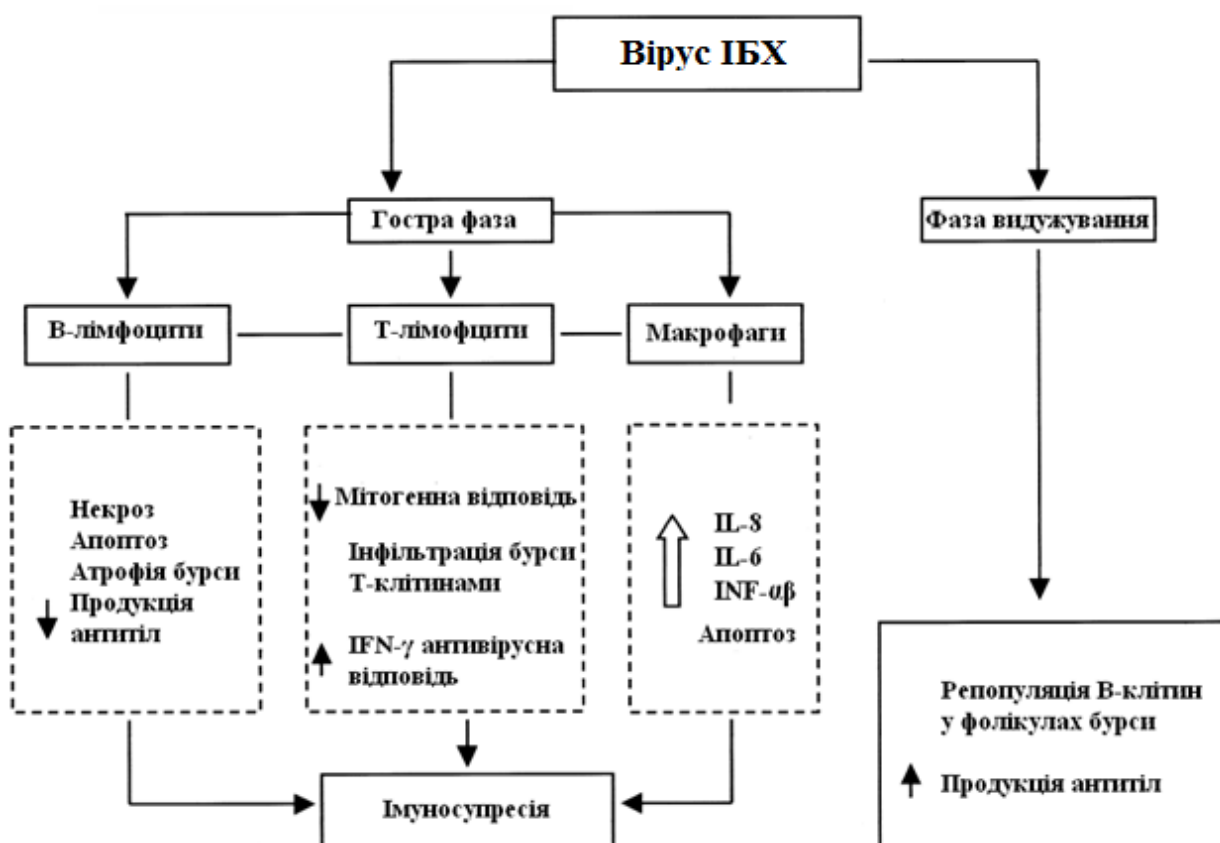 Вірус ІБХ
Гостра фаза
Фаза видужування
В-лімфоцити
Т-лімофцити
Макрофаги
Некроз
Апоптоз
Атрофія бурси
Продукція
антитіл
Мітогенна відповідь
Інфільтрація бурси
Т-клітинами
IFN-γ антивірусна
відповідь
IL-8
IL-6
INF-αβ
Апоптоз
Репопуляція В-клітин
у фолікулах бурси
Продукція антитіл
Імуносупресія